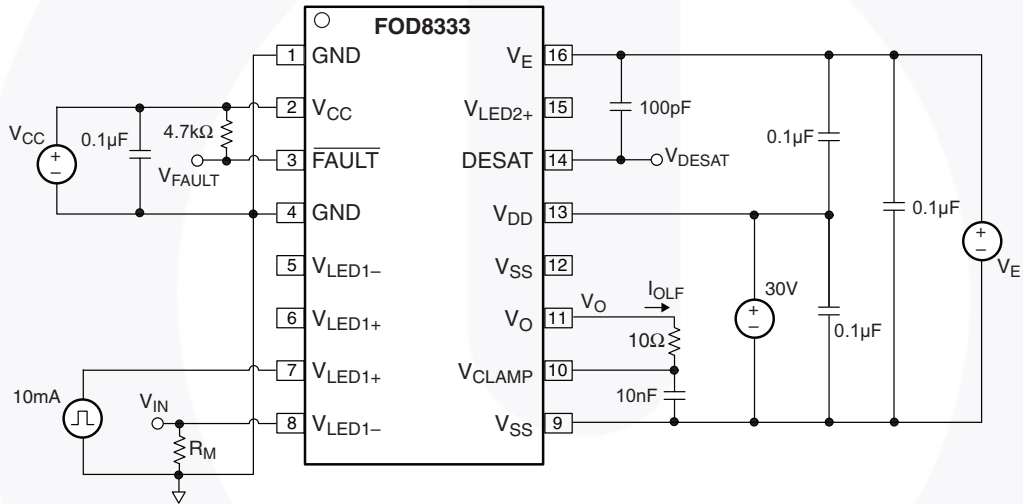 FOD8333
1 GND
2 VCC
3 FAULT
4 GND
5 VLED1–
6 VLED1+
7 VLED1+
8 VLED1–
VE 16
VLED2+ 15
DESAT 14
VDD 13
VSS 12
VO 11
VCLAMP 10
VSS 9
VCC
+
–
0.1µF
4.7kΩ
VFAULT
10mA
VIN
RM
100pF
VDESAT
0.1µF
0.1µF
+
–
VE
30V
+
–
0.1µF
VO
IOLF
10Ω
10nF